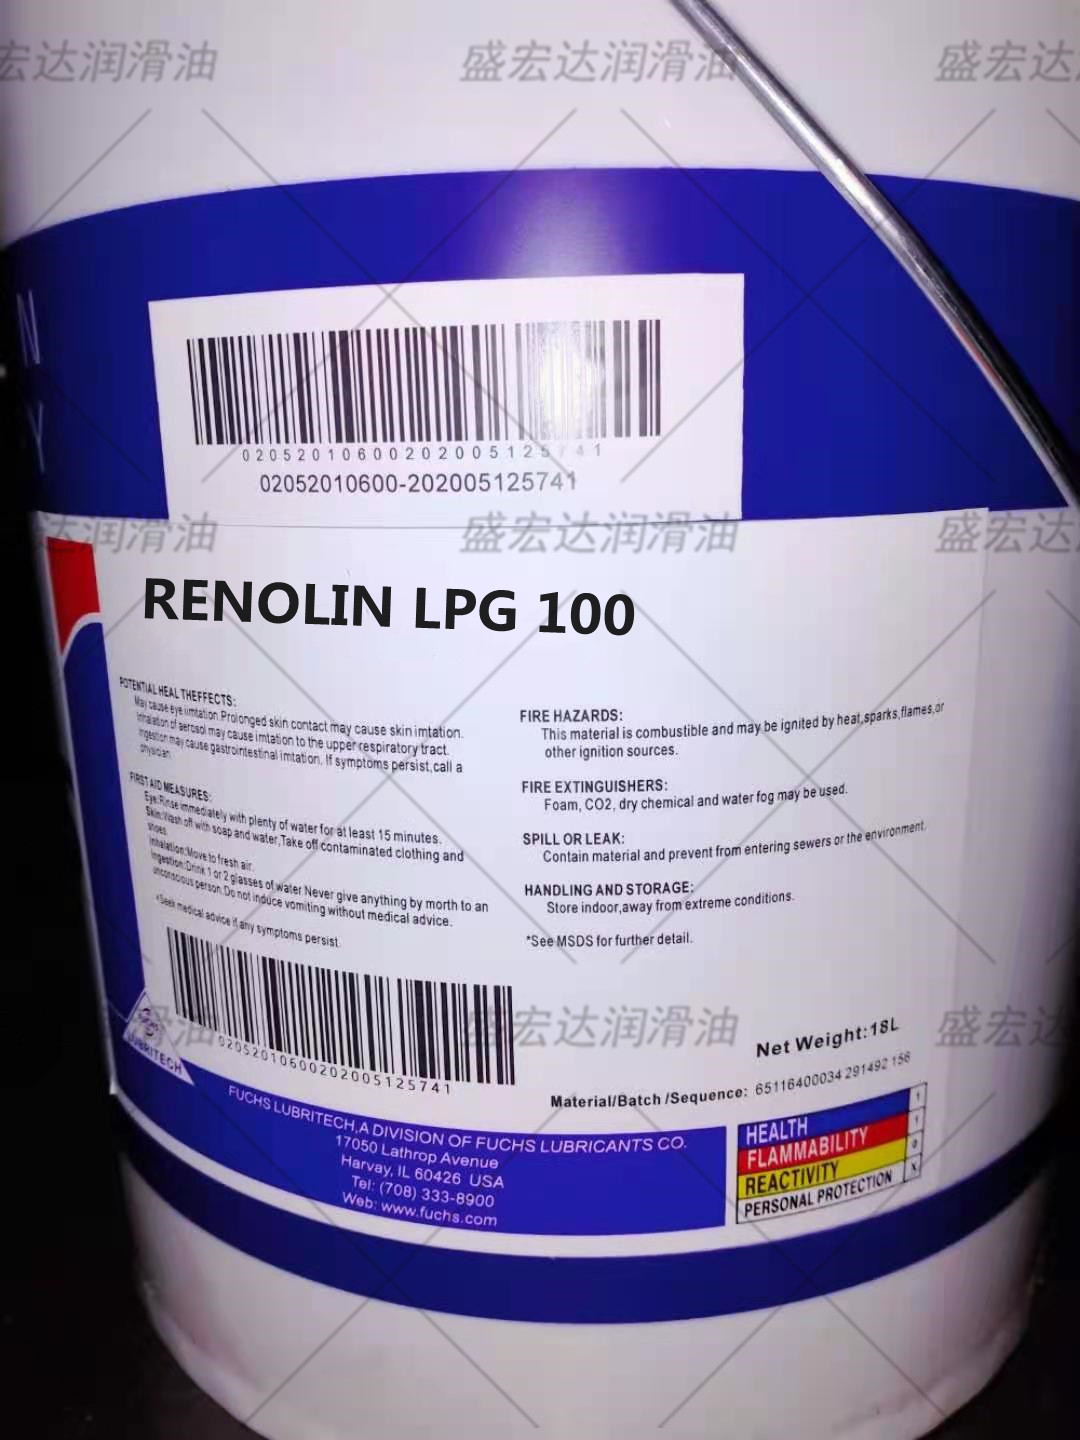 盛宏达润滑油
盛宏达润滑油
盛宏达
N
Y
0205201060020200512 5741
02052010600-202005125741
达润滑油
盛宏达润滑油
盛宏达
RENOLIN LPG 100
POTENTIAL HEAL THEFFECTS:
May cause eye iimtation.Prolonged skin contact may cause skin imtation.
Inhalation of aerosol may cause imtation to the upper respiratory tract.
Ingestion may cause gastrointestinal imtation. If symptoms persist,call a
physician.
FIRST AID MEASURES:
Eye:Rinse immediately with plenty of water for at least 15 minutes.
Skin:Wash off with soap and water,Take off contaminated clothing and
shoes.
Inhalation:Move to fresh air.
Ingestion:Drink 1 or 2 glasses of water Never give anything by morth to an
unconscious person.Do not induce vomiting without medical advice.
*Seek medical advice if any symptoms persist.
FIRE HAZARDS:
This material is combustible and may be ignited by heat,sparks,flames,or
other ignition sources.
FIRE EXTINGUISHERS:
Foam, CO2, dry chemical and water fog may be used.
SPILL OR LEAK:
Contain material and prevent from entering sewers or the environment.
HANDLING AND STORAGE:
Store indoor,away from extreme conditions.
*See MSDS for further detail.
滑油
盛宏达润滑油
盛宏达
02052010600202005125741
Net Weight:18L
Material/Batch /Sequence: 65116400034 291492 156
LUBRITECH
FUCHS LUBRITECH,A DIVISION OF FUCHS LUBRICANTS CO.
17050 Lathrop Avenue
Harvay, IL 60426 USA
Tel: (708) 333-8900
Web: www.fuchs.com
HEALTH 1
FLAMMABILITY 1
REACTIVITY 0
PERSONAL PROTECTION X